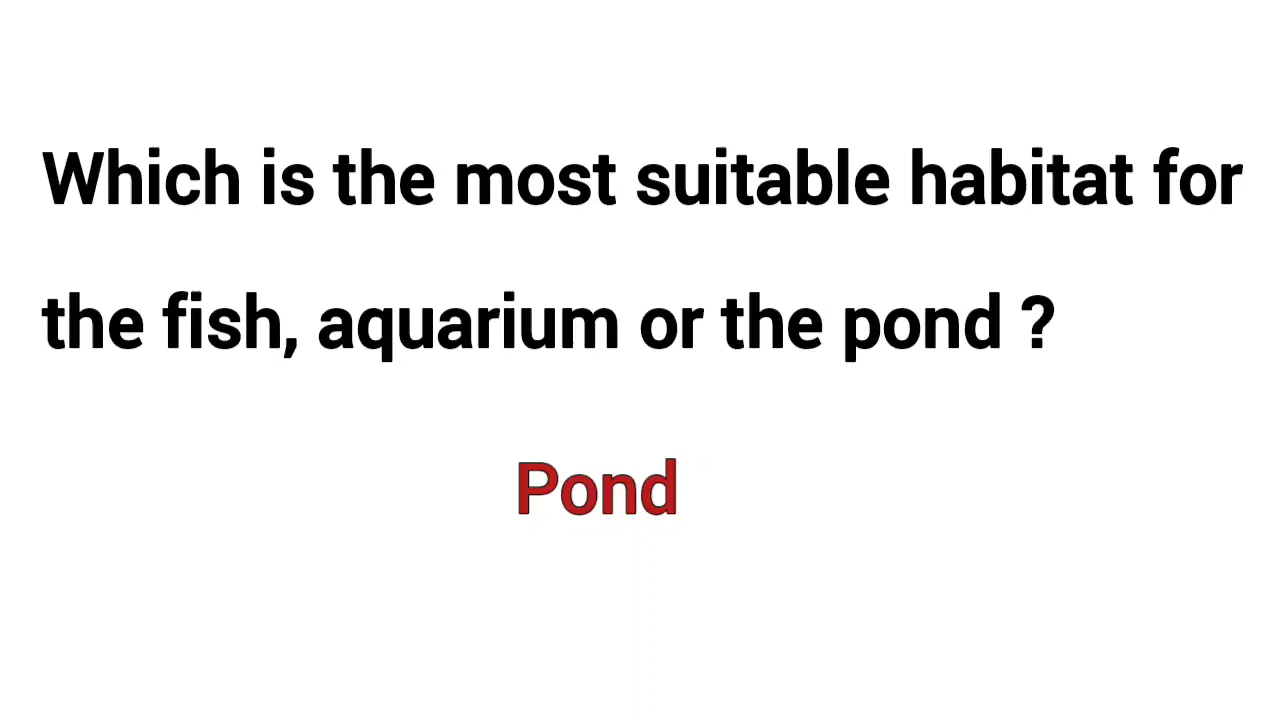 Which is the most suitable habitat for
the fish, aquarium or the pond ?
Pond